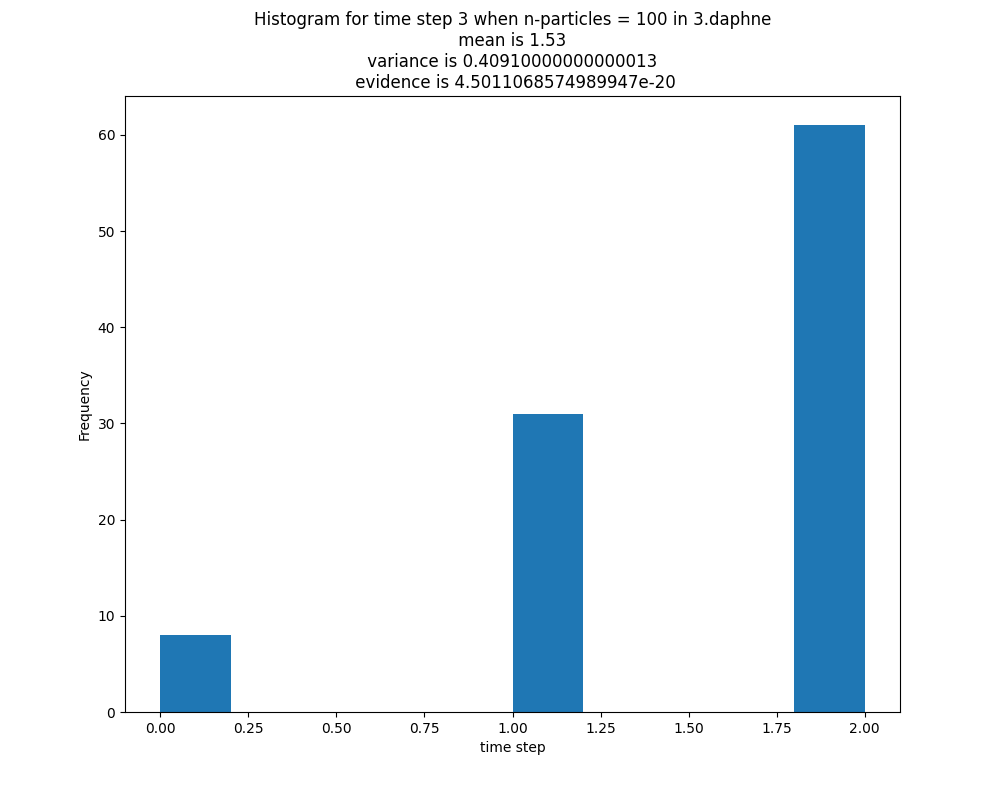 Histogram for time step 3 when n-particles = 100 in 3.daphne
mean is 1.53
variance is 0.40910000000000013
evidence is 4.5011068574989947e-20
60
50
40
30
20
10
0
Frequency
0.00 0.25 0.50 0.75 1.00 1.25 1.50 1.75 2.00
time step